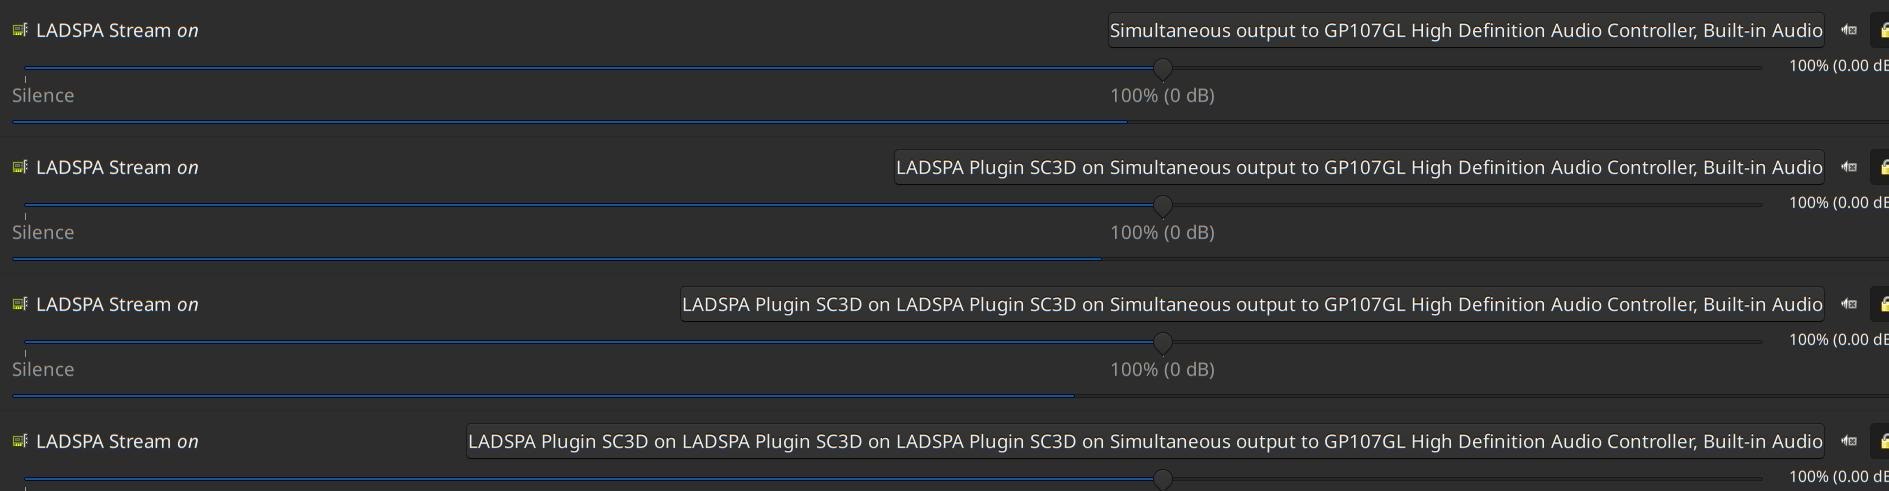 LADSPA Stream on Simultaneous output to GP107GL High Definition Audio Controller, Built-in Audio
100% (0.00 dB
Silence 100% (0 dB)
LADSPA Stream on LADSPA Plugin SC3D on Simultaneous output to GP107GL High Definition Audio Controller, Built-in Audio
100% (0.00 dB
Silence 100% (0 dB)
LADSPA Stream on LADSPA Plugin SC3D on LADSPA Plugin SC3D on Simultaneous output to GP107GL High Definition Audio Controller, Built-in Audio
100% (0.00 dB
Silence 100% (0 dB)
LADSPA Stream on LADSPA Plugin SC3D on LADSPA Plugin SC3D on LADSPA Plugin SC3D on Simultaneous output to GP107GL High Definition Audio Controller, Built-in Audio
100% (0.00 dB